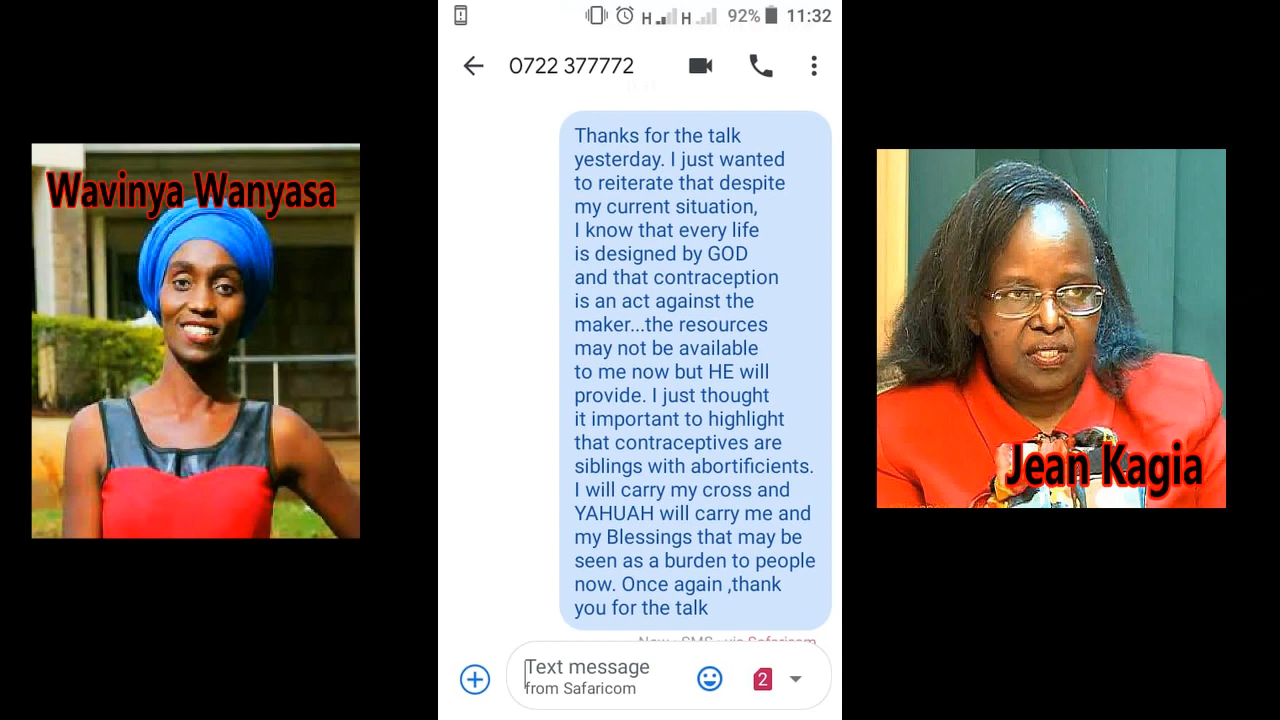 Wavinya Wanyasa
H H 92% 11:32
0722 377772
Thanks for the talk
yesterday. I just wanted
to reiterate that despite
my current situation,
I know that every life
is designed by GOD
and that contraception
is an act against the
maker...the resources
may not be available
to me now but HE will
provide. I just thought
it important to highlight
that contraceptives are
siblings with abortificients.
I will carry my cross and
YAHUAH will carry me and
my Blessings that may be
seen as a burden to people
now. Once again ,thank
you for the talk
Now · SMS · via Safaricom
Text message
from Safaricom
2
Jean Kagia